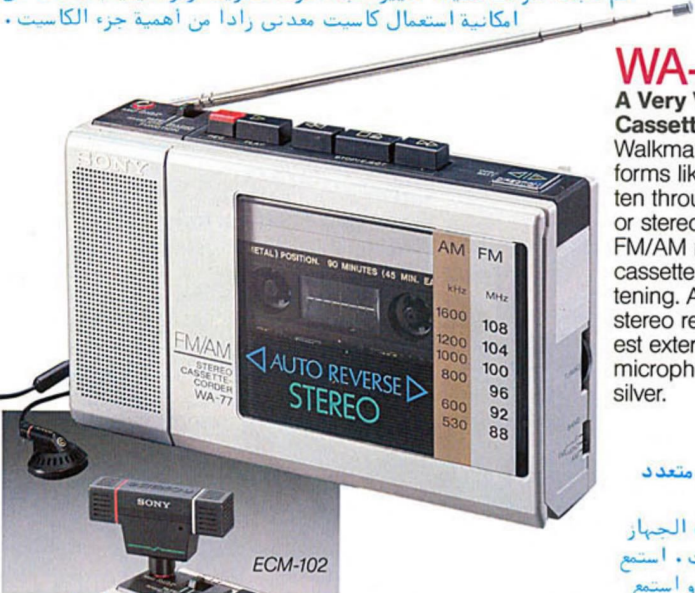 امكانية استعمال كاسيت معدنى زادا من أهمية جزء الكاسيت .
WA-
A Very V
Cassett
Walkma
forms lik
ten throu
or stereo
FM/AM
cassette
tening. A
stereo re
est exter
microph
silver.
SONY
ETAL) POSITION. 90 MINUTES (45 MIN. EA
AM FM
kHz MHz
1600 108
1200 104
1000 100
800 96
600 92
530 88
FM/AM
STEREO
CASSETTE-
CORDER
WA-77
AUTO REVERSE
STEREO
SONY
ECM-102
متعدد
الجهاز
استمع
و استمع